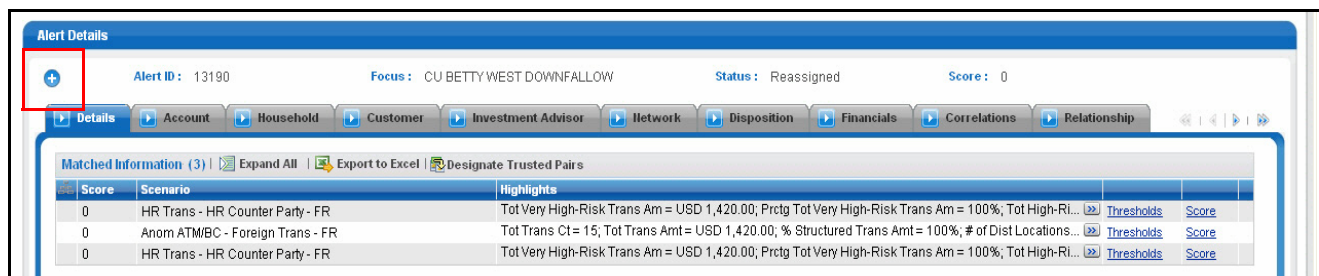 Alert Details
Alert ID : 13190 Focus : CU BETTY WEST DOWNFALLOW Status : Reassigned Score : 0
Details Account Household Customer Investment Advisor Network Disposition Financials Correlations Relationship
Matched Information (3) | Expand All | Export to Excel | Designate Trusted Pairs
Score Scenario Highlights
0 HR Trans - HR Counter Party - FR Tot Very High-Risk Trans Am = USD 1,420.00; Prctg Tot Very High-Risk Trans Am = 100%; Tot High-Ri... Thresholds Score
0 Anom ATM/BC - Foreign Trans - FR Tot Trans Ct = 15; Tot Trans Amt = USD 1,420.00; % Structured Trans Amt = 100%; # of Dist Locations... Thresholds Score
0 HR Trans - HR Counter Party - FR Tot Very High-Risk Trans Am = USD 1,420.00; Prctg Tot Very High-Risk Trans Am = 100%; Tot High-Ri... Thresholds Score